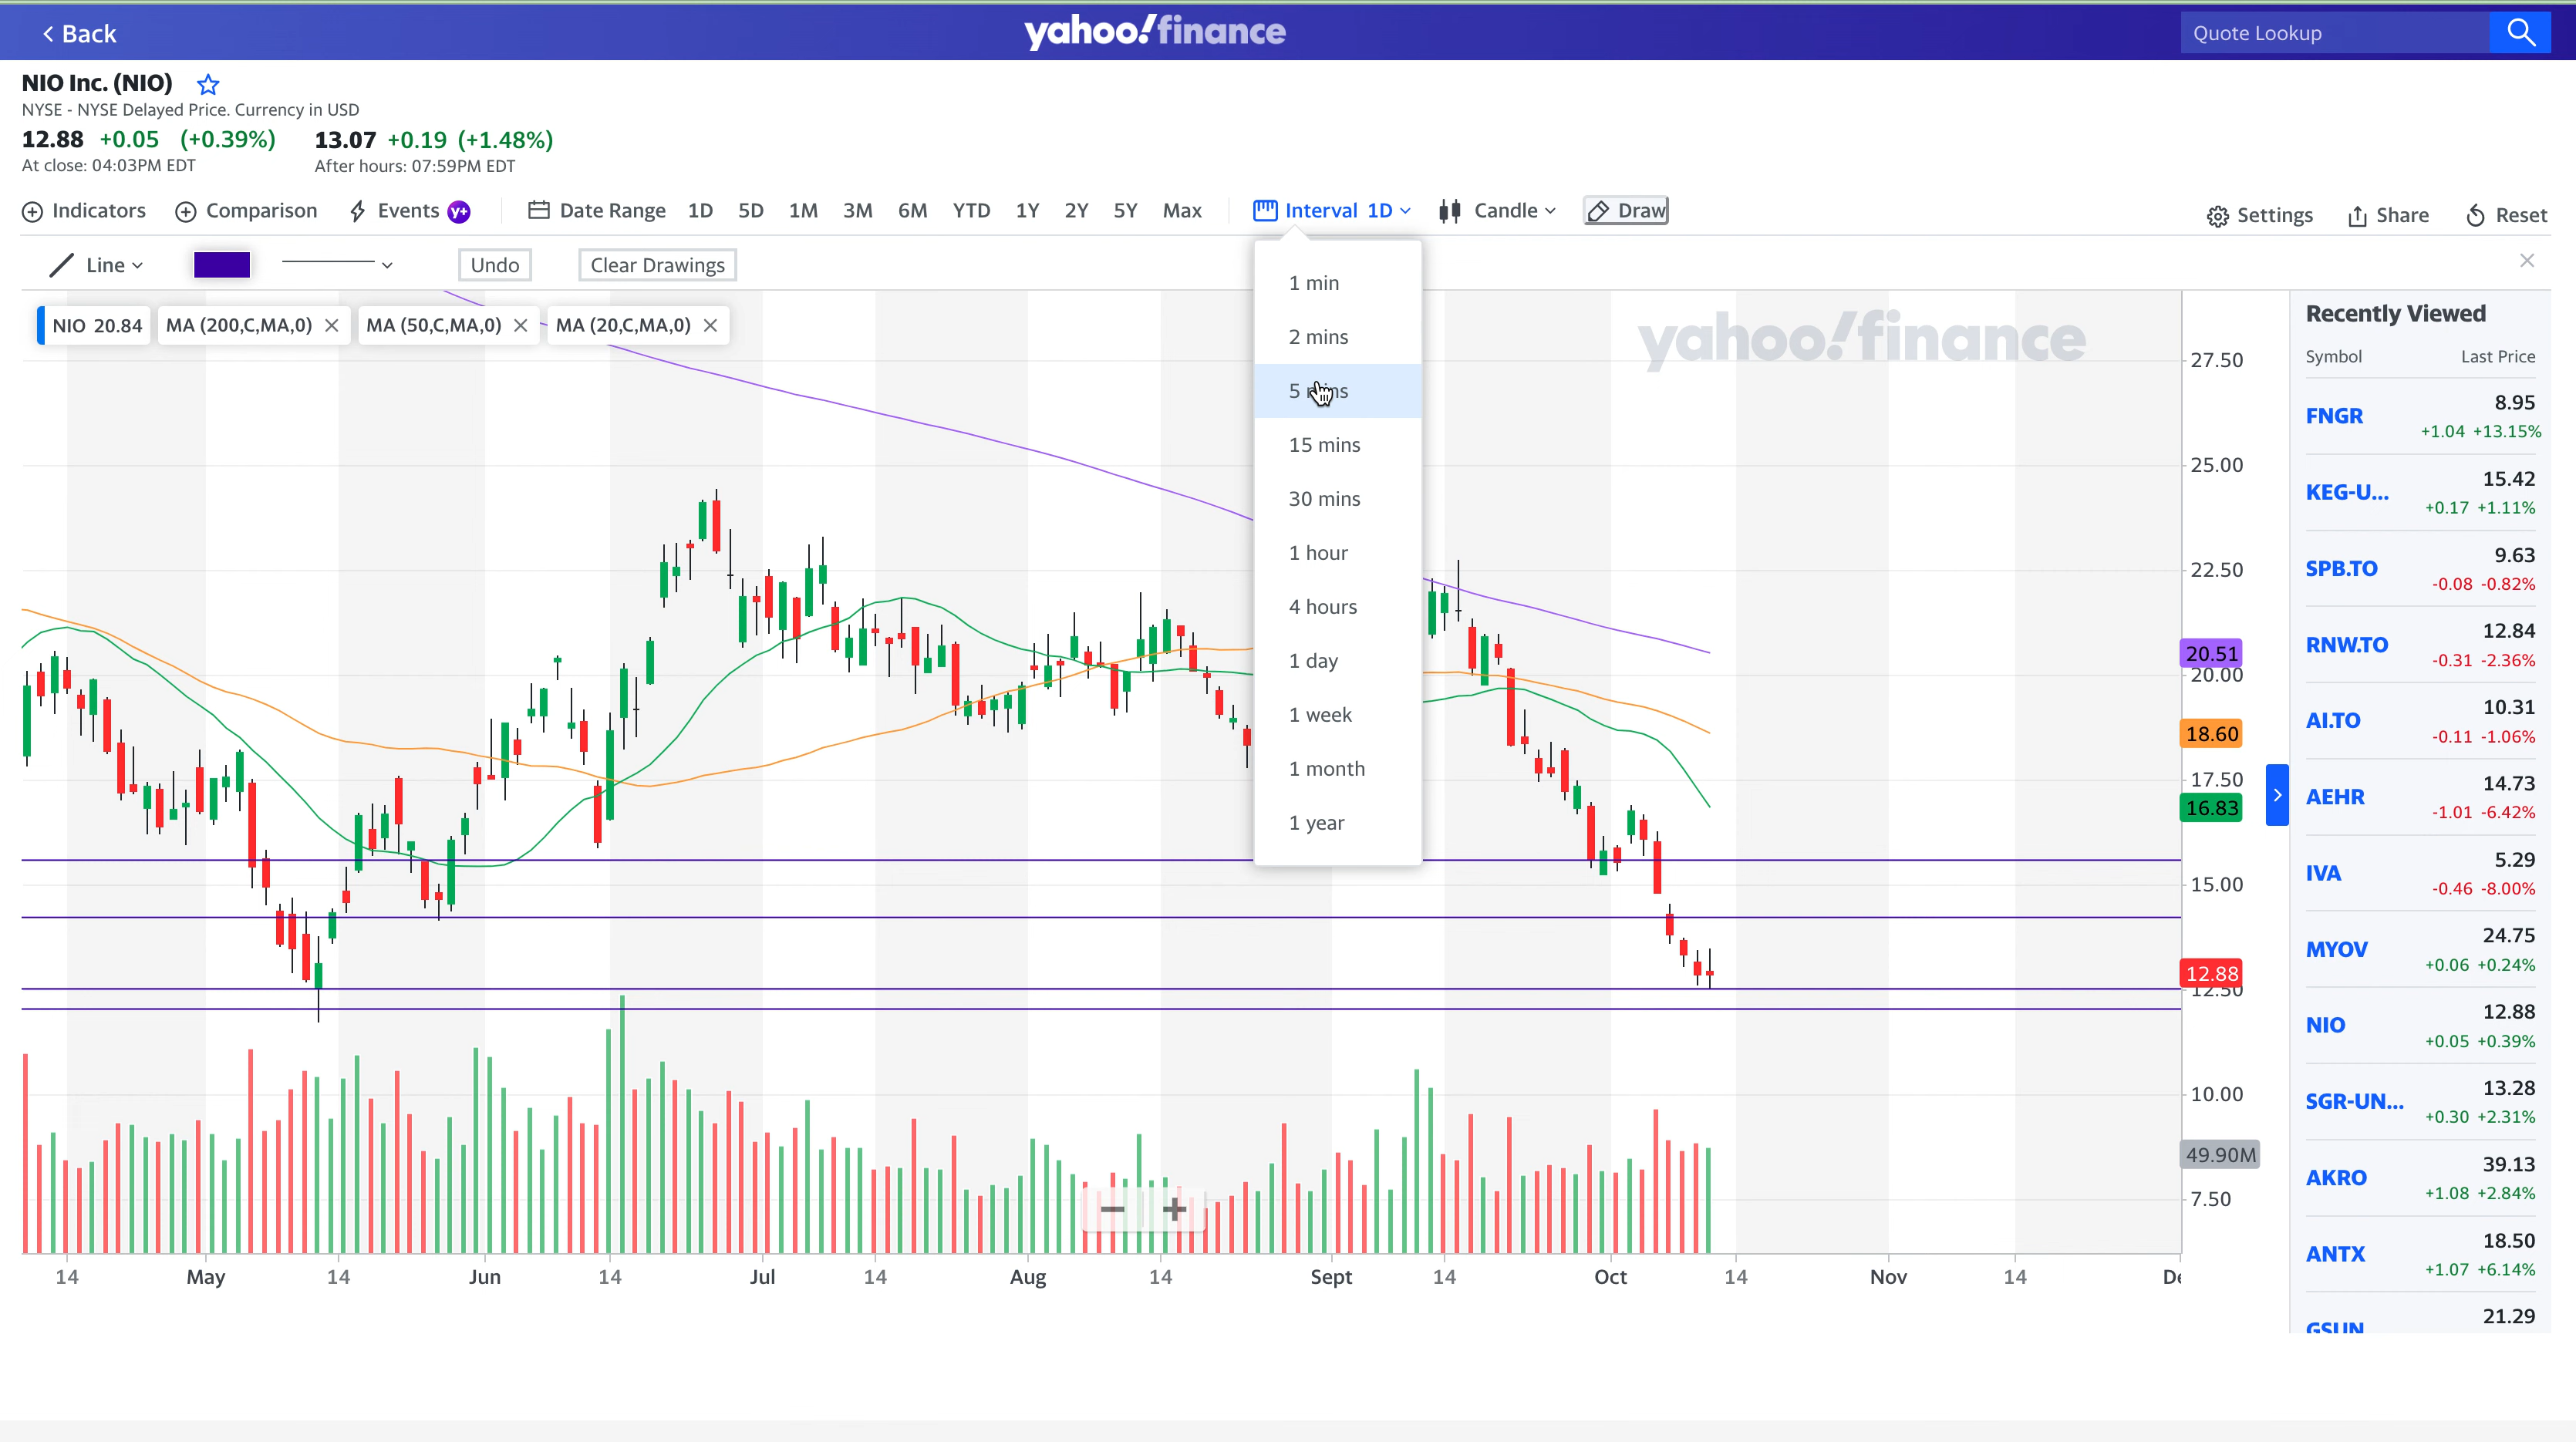 Back
yahoo!finance
Quote Lookup
NIO Inc. (NIO)
NYSE - NYSE Delayed Price. Currency in USD
12.88 +0.05 (+0.39%) 13.07 +0.19 (+1.48%)
At close: 04:03PM EDT After hours: 07:59PM EDT
Indicators Comparison Events y+ Date Range 1D 5D 1M 3M 6M YTD 1Y 2Y 5Y Max Interval 1D Candle Draw Settings Share Reset
Line Undo Clear Drawings
NIO 20.84 MA (200,C,MA,0) MA (50,C,MA,0) MA (20,C,MA,0)
1 min
2 mins
5 mins
15 mins
30 mins
1 hour
4 hours
1 day
1 week
1 month
1 year
yahoo!finance
27.50
25.00
22.50
20.51
20.00
18.60
17.50
16.83
15.00
12.88
12.50
10.00
49.90M
7.50
14 May 14 Jun 14 Jul 14 Aug 14 Sept 14 Oct 14 Nov 14
Recently Viewed
Symbol Last Price
FNGR 8.95
+1.04 +13.15%
KEG-U... 15.42
+0.17 +1.11%
SPB.TO 9.63
-0.08 -0.82%
RNW.TO 12.84
-0.31 -2.36%
AI.TO 10.31
-0.11 -1.06%
AEHR 14.73
-1.01 -6.42%
IVA 5.29
-0.46 -8.00%
MYOV 24.75
+0.06 +0.24%
NIO 12.88
+0.05 +0.39%
SGR-UN... 13.28
+0.30 +2.31%
AKRO 39.13
+1.08 +2.84%
ANTX 18.50
+1.07 +6.14%
GSUN 21.29